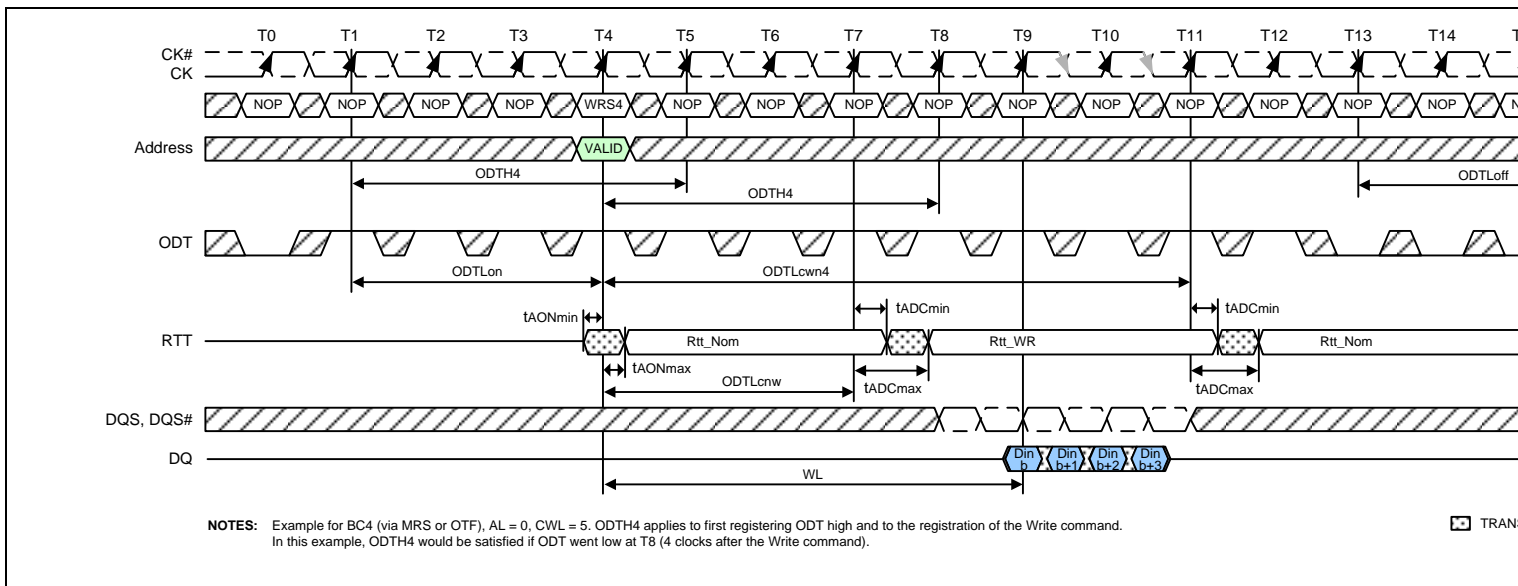 T0 T1 T2 T3 T4 T5 T6 T7 T8 T9 T10 T11 T12 T13 T14
CK#
CK
NOP NOP NOP NOP WRS4 NOP NOP NOP NOP NOP NOP NOP NOP NOP NOP
Address VALID
ODTH4 ODTLoff
ODTH4
ODT
ODTLon ODTLcwn4
tAONmin tADCmin tADCmin
RTT Rtt_Nom Rtt_WR Rtt_Nom
tAONmax tADCmax tADCmax
ODTLcnw
DQS, DQS#
DQ Din b Din b+1 Din b+2 Din b+3
WL
NOTES: Example for BC4 (via MRS or OTF), AL = 0, CWL = 5. ODTH4 applies to first registering ODT high and to the registration of the Write command.
In this example, ODTH4 would be satisfied if ODT went low at T8 (4 clocks after the Write command).